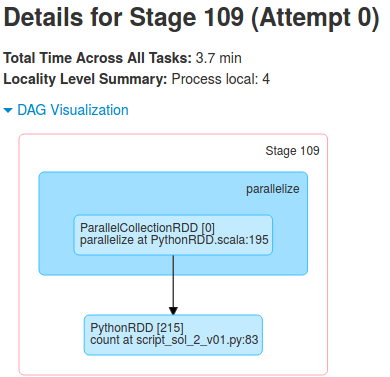 Details for Stage 109 (Attempt 0)
Total Time Across All Tasks: 3.7 min
Locality Level Summary: Process local: 4
DAG Visualization
Stage 109
parallelize
ParallelCollectionRDD [0]
parallelize at PythonRDD.scala:195
PythonRDD [215]
count at script_sol_2_v01.py:83